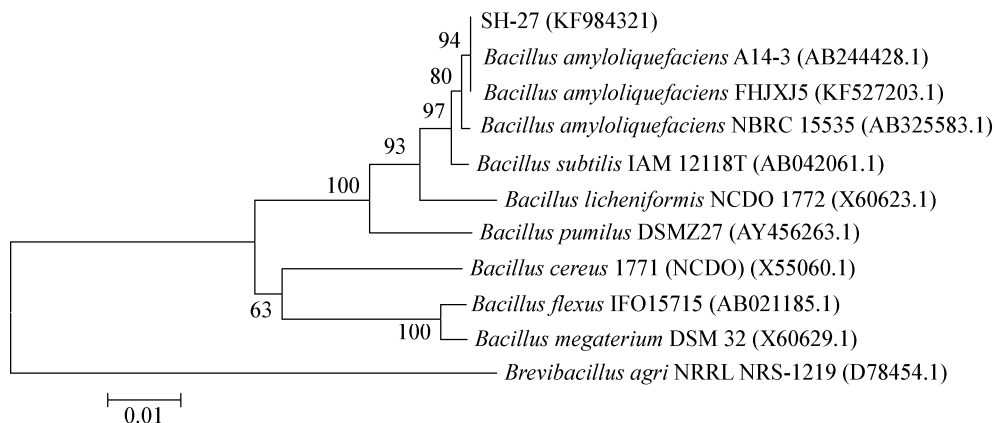 SH-27 (KF984321)
94
Bacillus amyloliquefaciens A14-3 (AB244428.1)
80
Bacillus amyloliquefaciens FHJXJ5 (KF527203.1)
97
Bacillus amyloliquefaciens NBRC 15535 (AB325583.1)
93
Bacillus subtilis IAM 12118T (AB042061.1)
100
Bacillus licheniformis NCDO 1772 (X60623.1)
Bacillus pumilus DSMZ27 (AY456263.1)
Bacillus cereus 1771 (NCDO) (X55060.1)
63
Bacillus flexus IFO15715 (AB021185.1)
100
Bacillus megaterium DSM 32 (X60629.1)
Brevibacillus agri NRRL NRS-1219 (D78454.1)
0.01